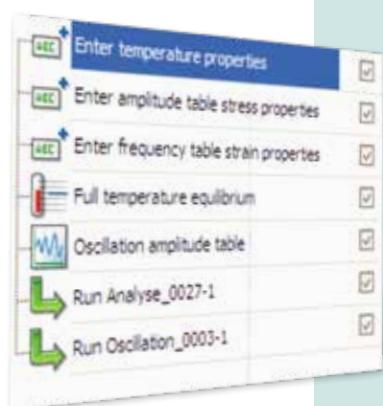 Enter temperature properties
Enter amplitude table stress properties
Enter frequency table strain properties
Full temperature equilibrium
Oscillation amplitude table
Run Analyse_0027-1
Run Oscillation_0003-1